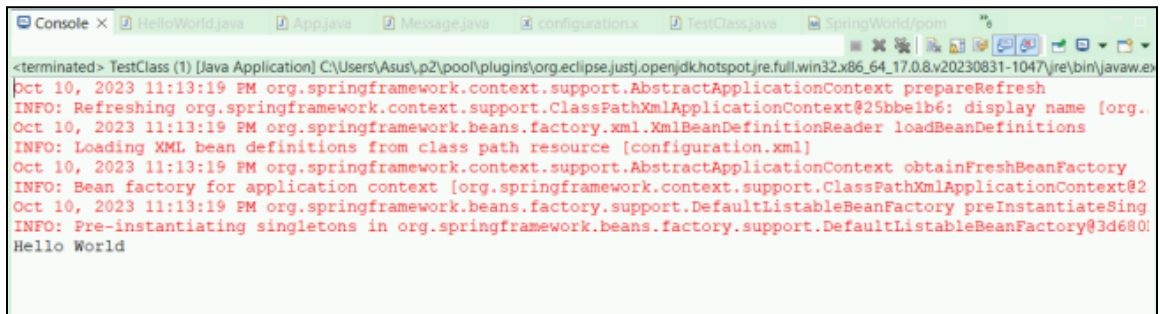 Console × HelloWorld.java App.java Message.java configuration.x TestClass.java SpringWorld/pom »6
<terminated> TestClass (1) [Java Application] C:\Users\Asus\.p2\pool\plugins\org.eclipse.justj.openjdk.hotspot.jre.full.win32.x86_64_17.0.8.v20230831-1047\jre\bin\javaw.ex
Oct 10, 2023 11:13:19 PM org.springframework.context.support.AbstractApplicationContext prepareRefresh
INFO: Refreshing org.springframework.context.support.ClassPathXmlApplicationContext@25bbe1b6: display name [org.
Oct 10, 2023 11:13:19 PM org.springframework.beans.factory.xml.XmlBeanDefinitionReader loadBeanDefinitions
INFO: Loading XML bean definitions from class path resource [configuration.xml]
Oct 10, 2023 11:13:19 PM org.springframework.context.support.AbstractApplicationContext obtainFreshBeanFactory
INFO: Bean factory for application context [org.springframework.context.support.ClassPathXmlApplicationContext@2
Oct 10, 2023 11:13:19 PM org.springframework.beans.factory.support.DefaultListableBeanFactory preInstantiateSing
INFO: Pre-instantiating singletons in org.springframework.beans.factory.support.DefaultListableBeanFactory@3d680
Hello World